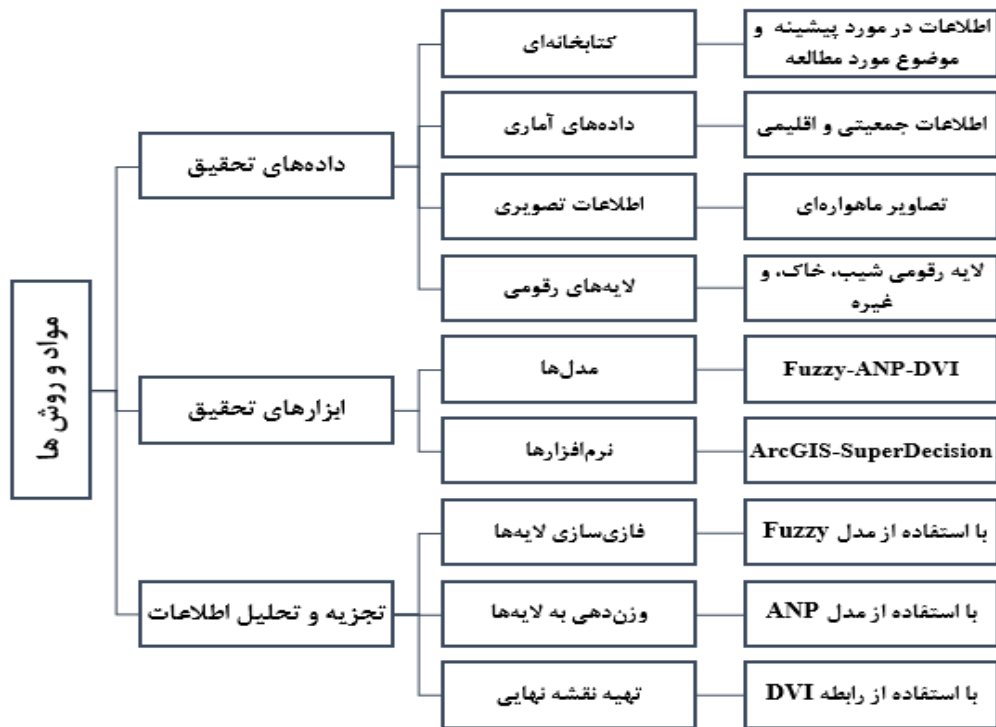 مواد و روش‌ها
داده‌های تحقیق
کتابخانه‌ای
اطلاعات در مورد پیشینه و
موضوع مورد مطالعه
داده‌های آماری
اطلاعات جمعیتی و اقلیمی
اطلاعات تصویری
تصاویر ماهواره‌ای
لایه‌های رقومی
لایه رقومی شیب، خاک، و
غیره
ابزارهای تحقیق
مدل‌ها
Fuzzy-ANP-DVI
نرم‌افزارها
ArcGIS-SuperDecision
تجزیه و تحلیل اطلاعات
فازی‌سازی لایه‌ها
با استفاده از مدل Fuzzy
وزن‌دهی به لایه‌ها
با استفاده از مدل ANP
تهیه نقشه نهایی
با استفاده از رابطه DVI